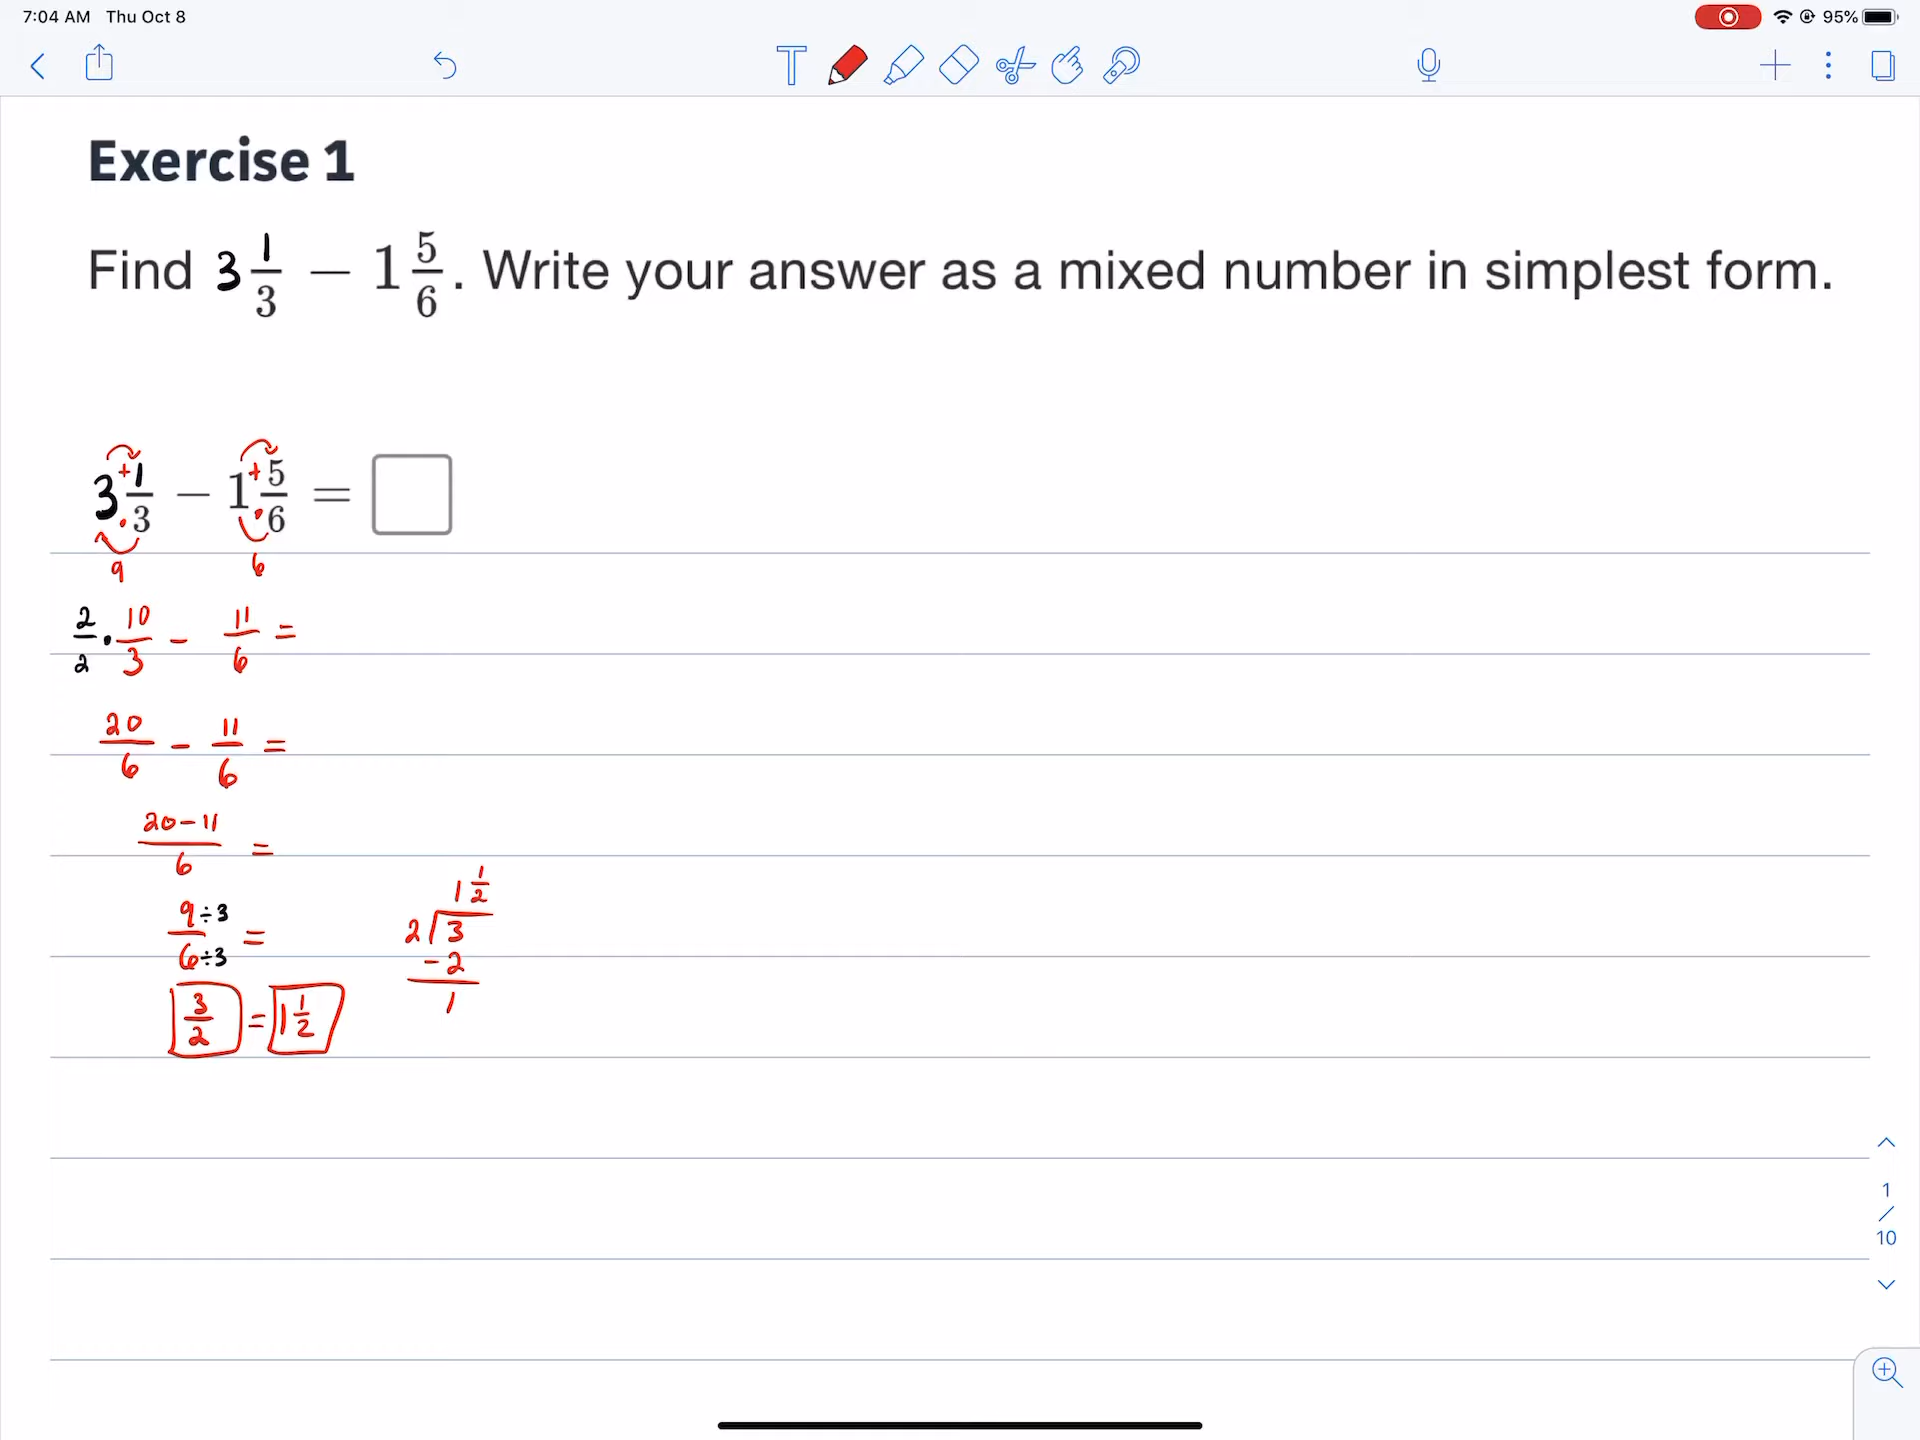 7:04 AM Thu Oct 8 95%
T
Exercise 1
Find 3 1/3 − 1 5/6. Write your answer as a mixed number in simplest form.
3 + 1/3 − 1 + 5/6 =
9 6
2/2 · 10/3 − 11/6 =
20/6 − 11/6 =
20 − 11 / 6 =
9 ÷ 3 / 6 ÷ 3 =
3/2 = 1 1/2
1 1/2
2 3
− 2
1
1
/
10